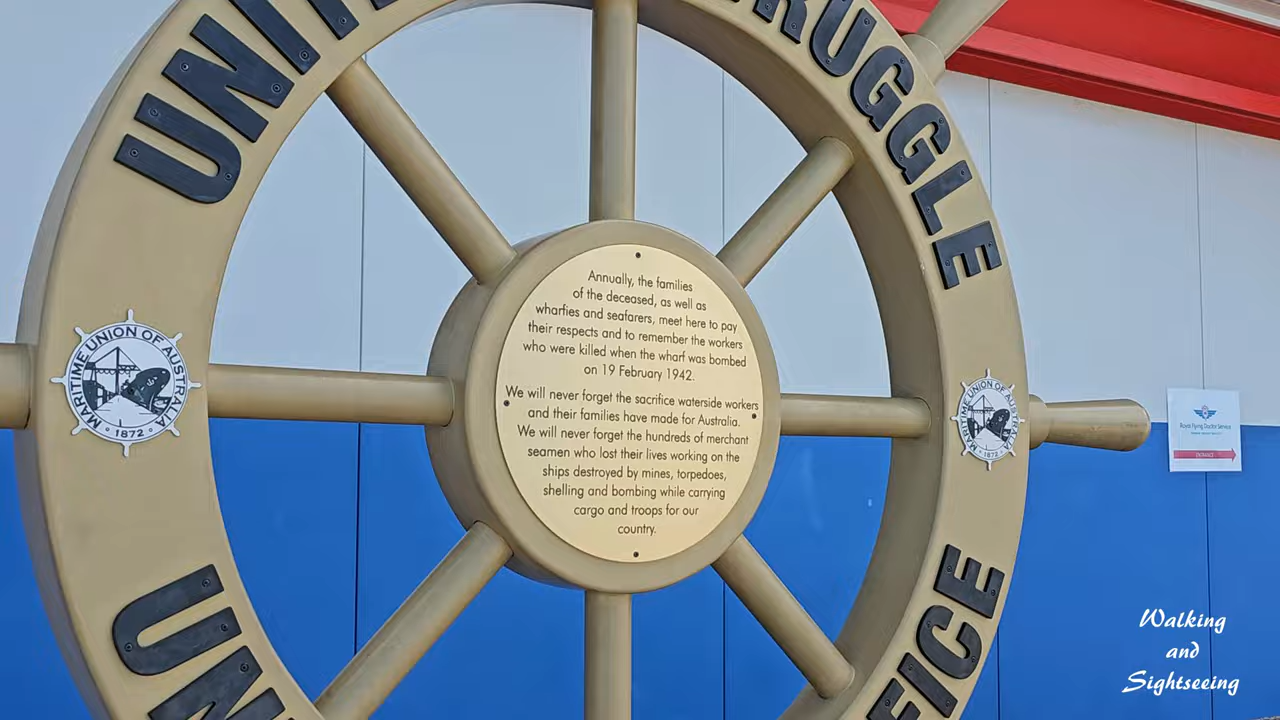 STRUGGLE
Annually, the families
of the deceased, as well as
wharfies and seafarers, meet here to pay
their respects and to remember the workers
who were killed when the wharf was bombed
on 19 February 1942.
We will never forget the sacrifice waterside workers
and their families have made for Australia.
We will never forget the hundreds of merchant
seamen who lost their lives working on the
ships destroyed by mines, torpedoes,
shelling and bombing while carrying
cargo and troops for our
country.
MARITIME UNION OF AUSTRALIA
1872
MARITIME UNION OF AUSTRALIA
1872
Royal Flying Doctor Service
Walking
and
Sightseeing